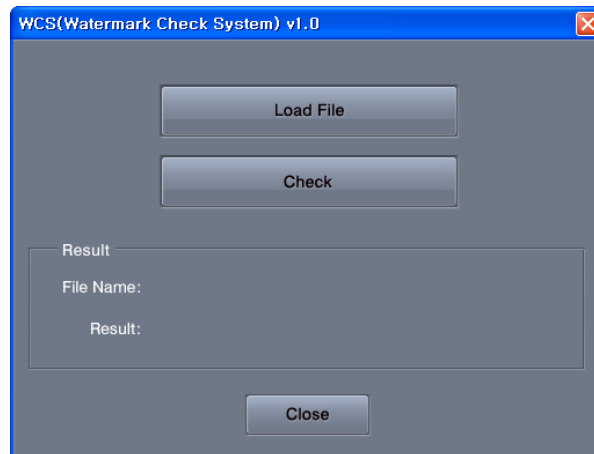 WCS(Watermark Check System) v1.0
Load File
Check
Result
File Name:
Result:
Close